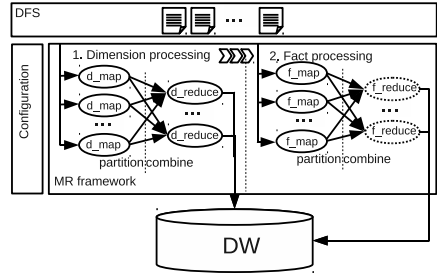 DFS
...
Configuration
1. Dimension processing
d_map
d_map
...
d_map
d_reduce
...
d_reduce
partition combine
2. Fact processing
f_map
f_map
...
f_map
f_reduce
...
f_reduce
partition combine
MR framework
DW